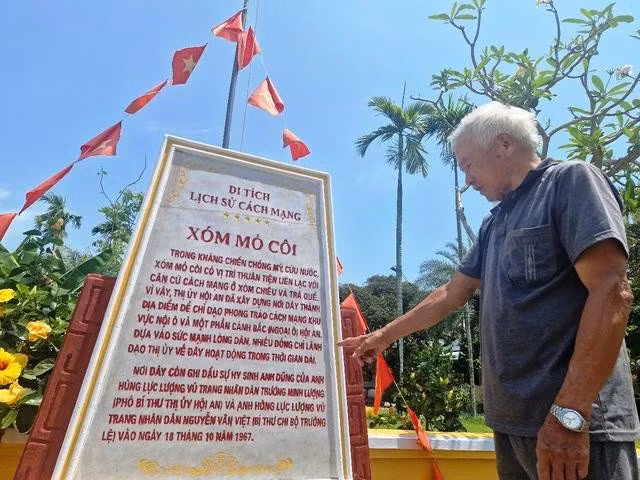 DI TÍCH
LỊCH SỬ CÁCH MẠNG
XÓM MỒ CÔI
TRONG KHÁNG CHIẾN CHỐNG MỸ CỨU NƯỚC,
XÓM MỒ CÔI CÓ VỊ TRÍ THUẬN TIỆN LIÊN LẠC VỚI
CĂN CỨ CÁCH MẠNG Ở XÓM CHIÊU VÀ TRÀ QUẾ.
VÌ VẬY, THỊ ỦY HỘI AN ĐÃ XÂY DỰNG NƠI ĐÂY THÀNH
ĐỊA ĐIỂM ĐỂ CHỈ ĐẠO PHONG TRÀO CÁCH MẠNG KHU
VỰC NỘI Ô VÀ MỘT PHẦN CÁNH BẮC NGOẠI Ô HỘI AN.
DỰA VÀO SỨC MẠNH LÒNG DÂN, NHIỀU ĐỒNG CHÍ LÃNH
ĐẠO THỊ ỦY VỀ ĐÂY HOẠT ĐỘNG TRONG THỜI GIAN DÀI.
NƠI ĐÂY CÒN GHI DẤU SỰ HY SINH ANH DŨNG CỦA ANH
HÙNG LỰC LƯỢNG VŨ TRANG NHÂN DÂN TRƯƠNG MINH LƯỢNG
(PHÓ BÍ THƯ THỊ ỦY HỘI AN) VÀ ANH HÙNG LỰC LƯỢNG VŨ
TRANG NHÂN DÂN NGUYỄN VĂN VIỆT (BÍ THƯ CHI BỘ TRƯỜNG
LỆ) VÀO NGÀY 18 THÁNG 10 NĂM 1967.